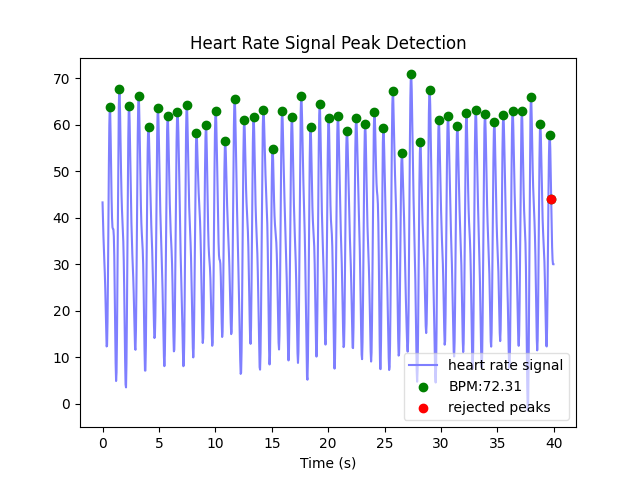 Heart Rate Signal Peak Detection
70
60
50
40
30
20
10
0
heart rate signal
BPM:72.31
rejected peaks
0 5 10 15 20 25 30 35 40
Time (s)